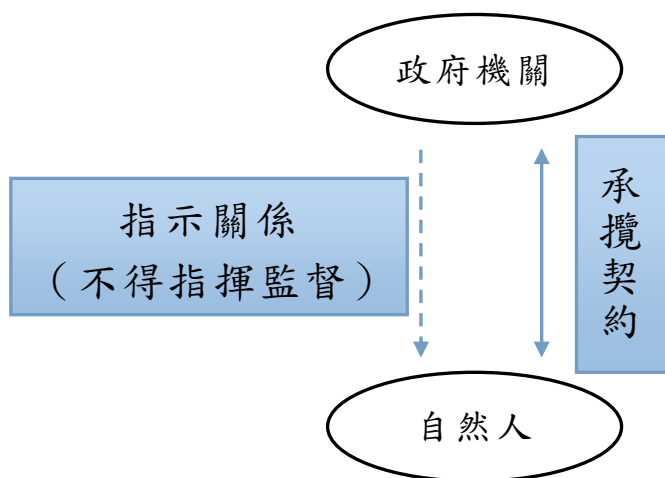 政府機關
指示關係
（不得指揮監督）
承攬契約
自然人